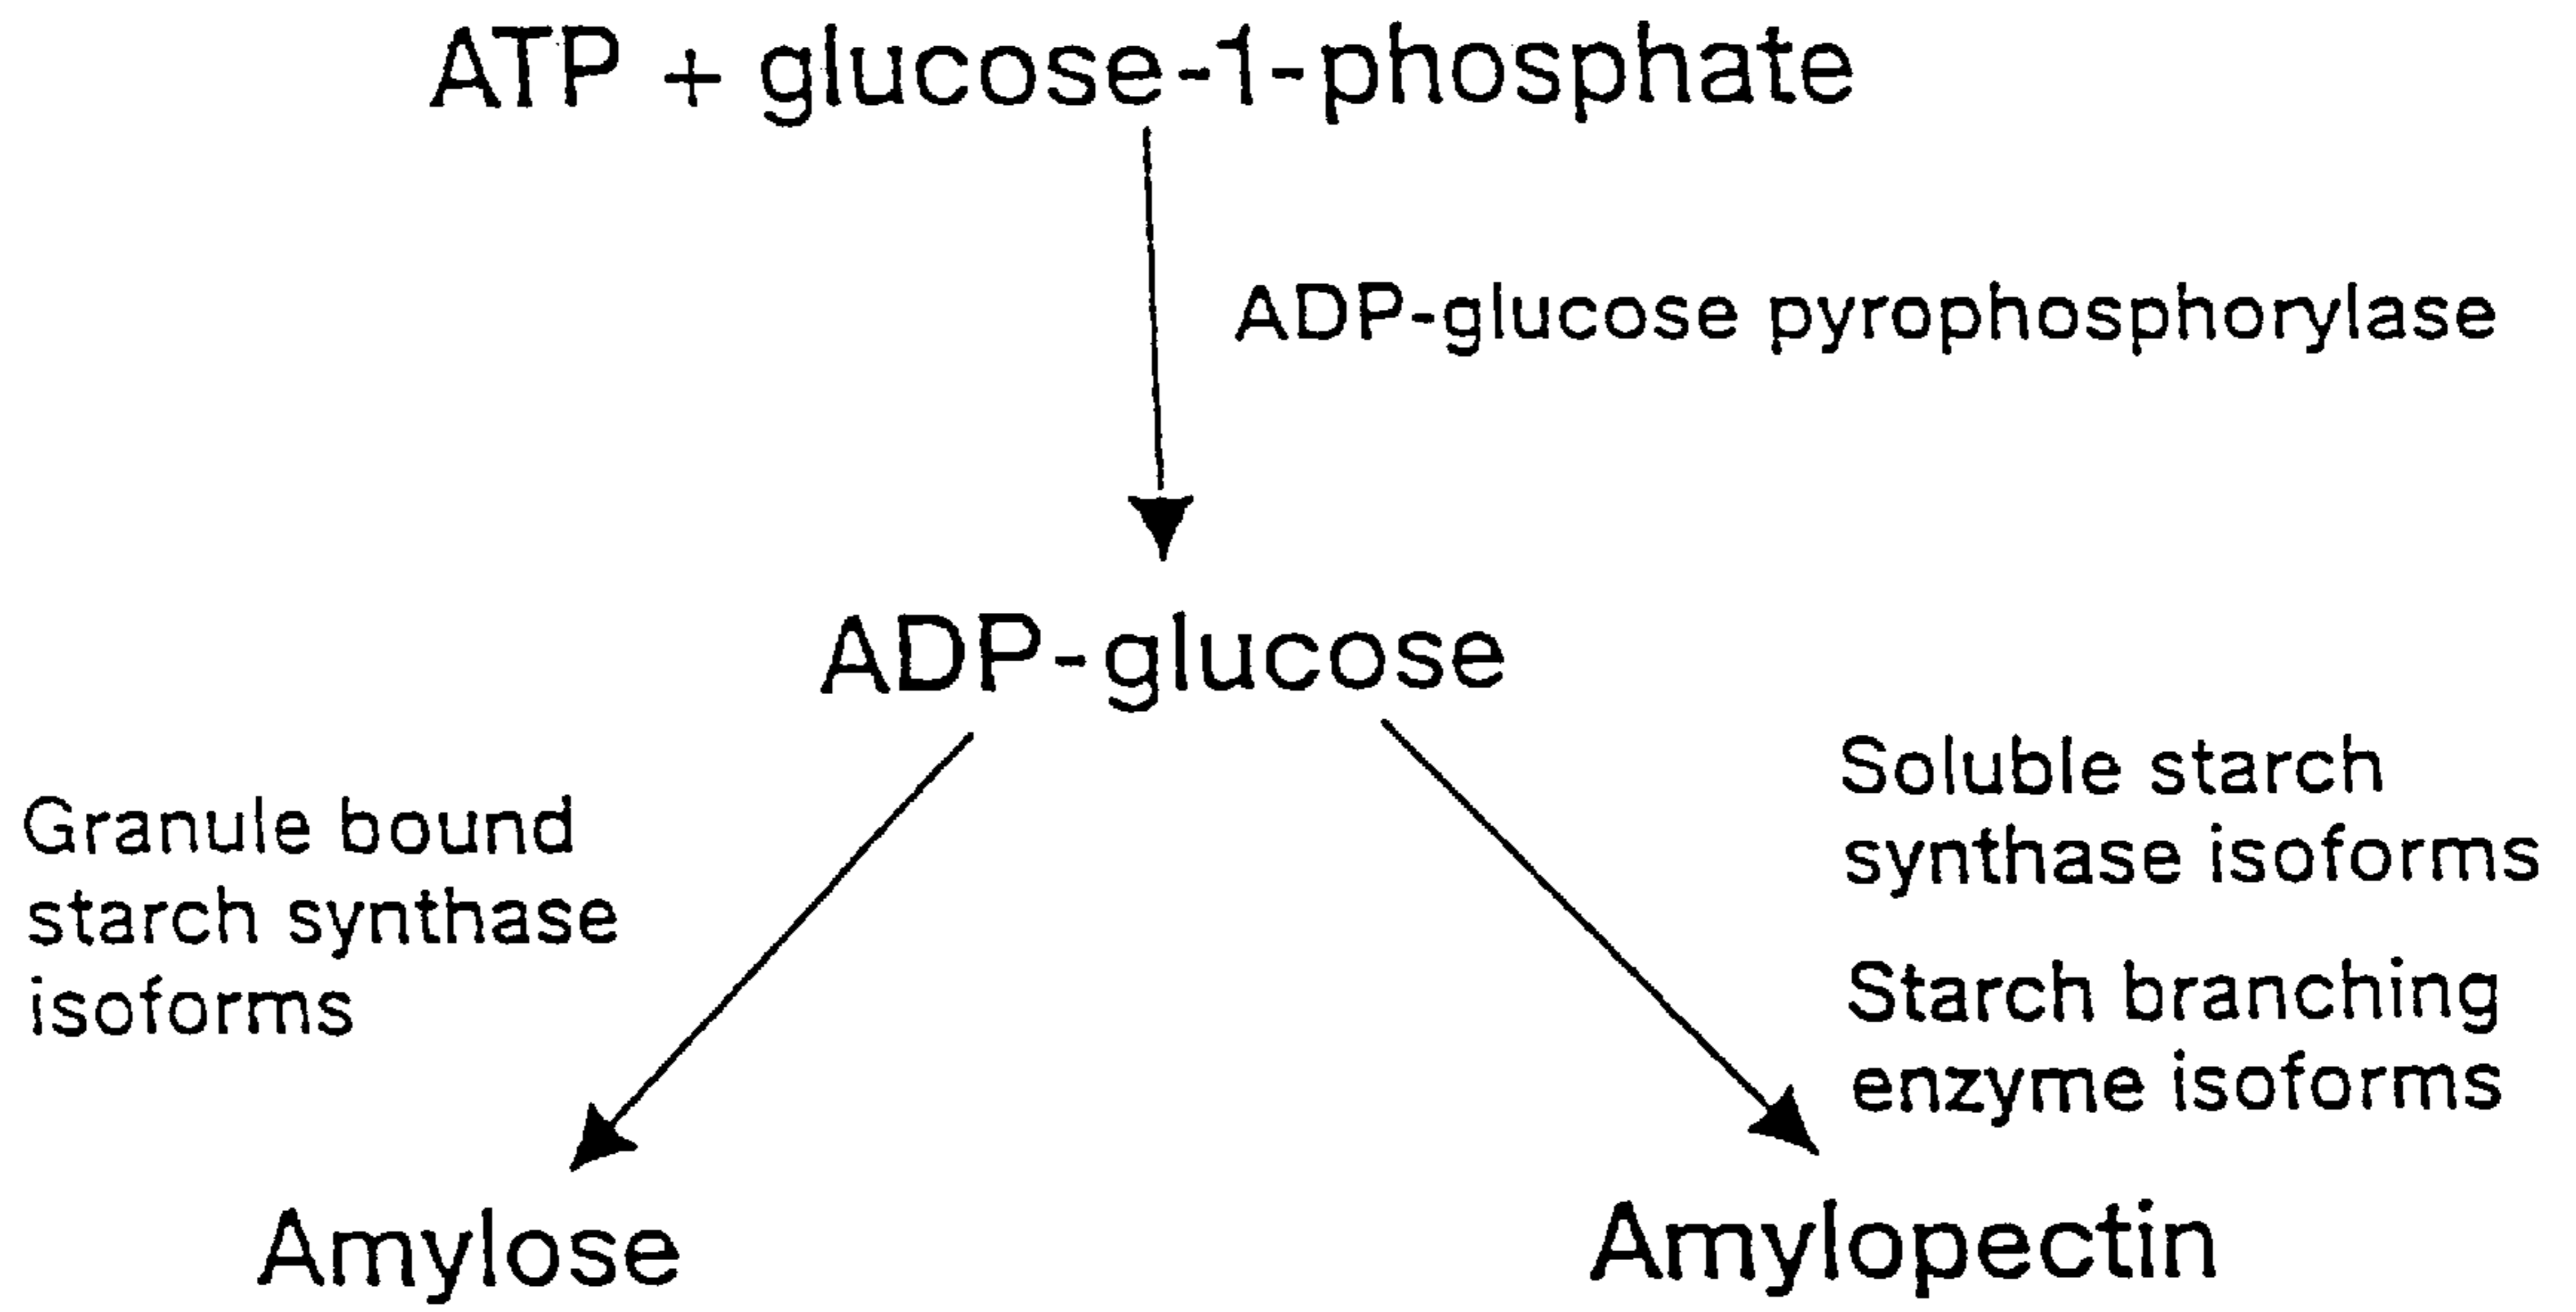 ATP + glucose-1-phosphate
ADP-glucose pyrophosphorylase
ADP-glucose
Granule bound
starch synthase
isoforms
Soluble starch
synthase isoforms
Starch branching
enzyme isoforms
Amylose
Amylopectin